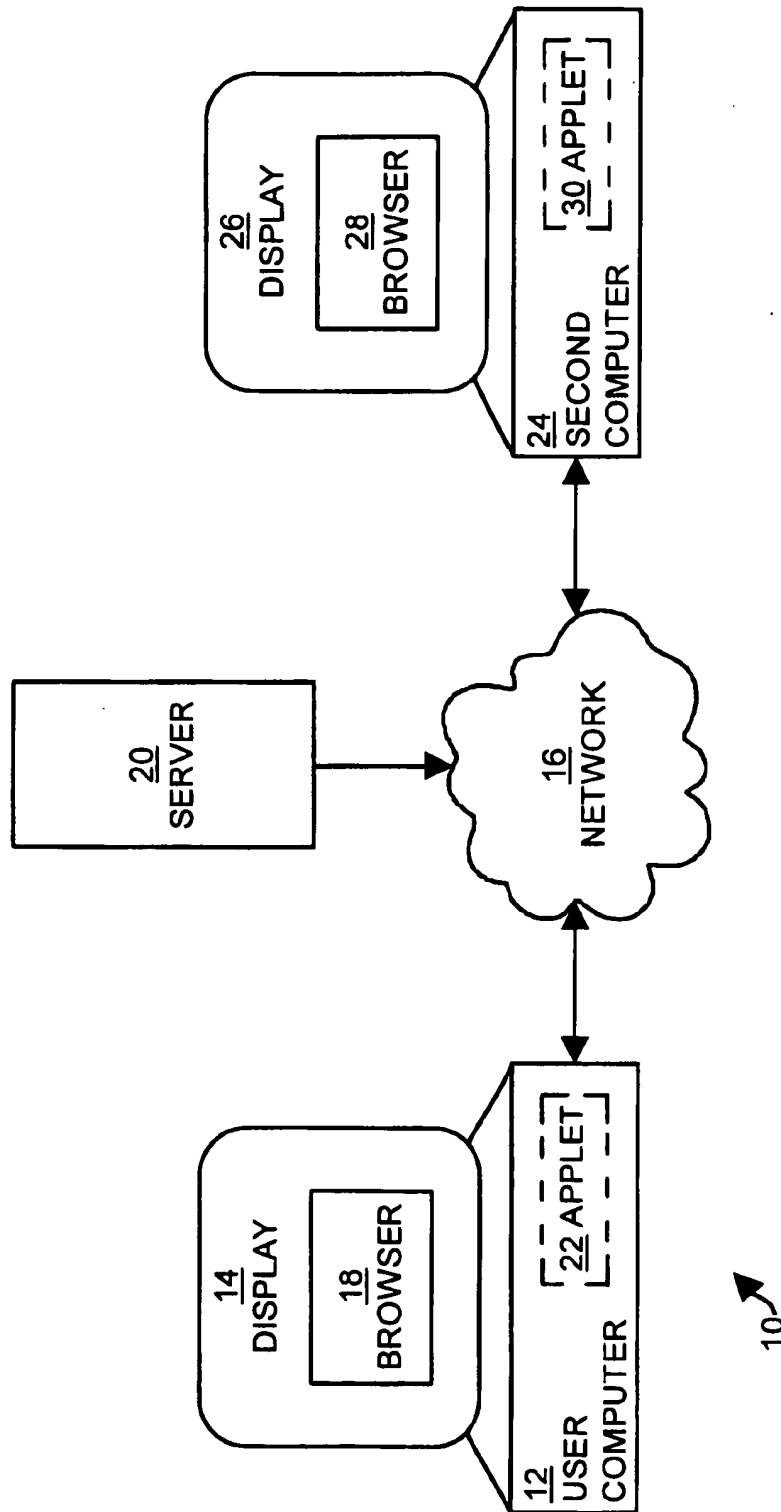 20
SERVER
14
DISPLAY
18
BROWSER
12 USER
COMPUTER
22 APPLET
16
NETWORK
26
DISPLAY
28
BROWSER
24
SECOND
COMPUTER
30 APPLET
10